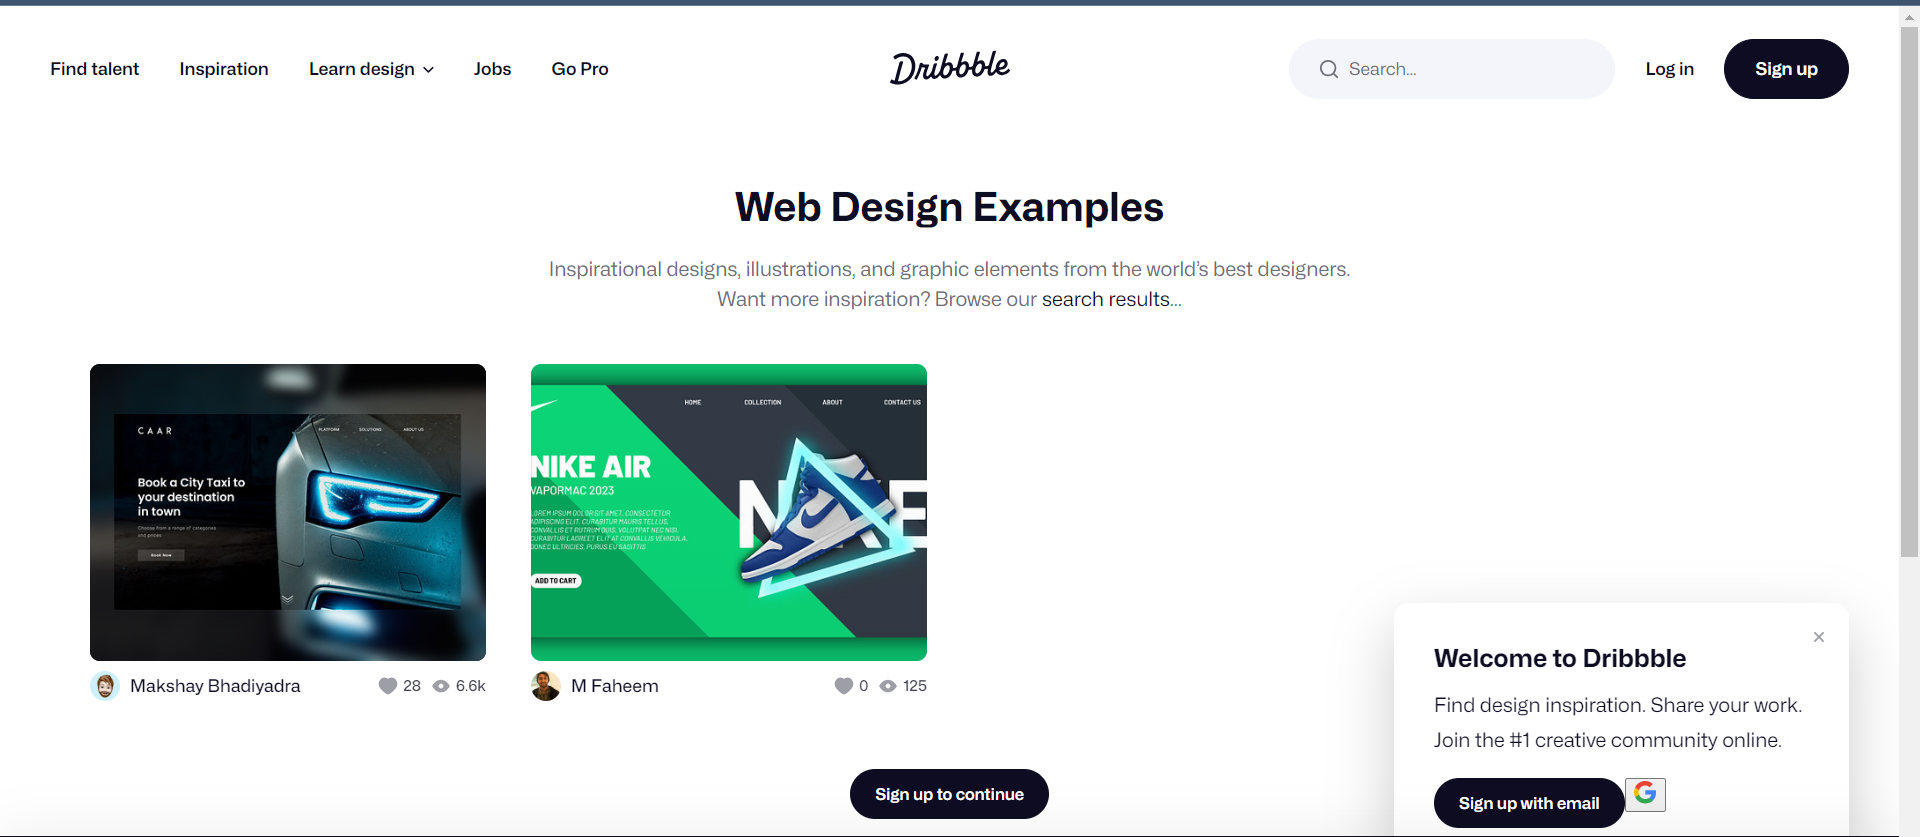 Find talent Inspiration Learn design Jobs Go Pro Dribbble Search... Log in Sign up
Web Design Examples
Inspirational designs, illustrations, and graphic elements from the world's best designers.
Want more inspiration? Browse our search results...
CAAR PLATFORM SOLUTIONS ABOUT US
Book a City Taxi to
your destination
in town
Choose from a range of categories
and prices
Book Now
HOME COLLECTION ABOUT CONTACT US
NIKE AIR
VAPORMAC 2023
LOREM IPSUM DOLOR SIT AMET, CONSECTETUR
ADIPISCING ELIT. CURABITUR MAURIS TELLUS,
CONVALLIS ET RUTRUM QUIS, VOLUTPAT NEC NISI.
CURABITUR LAOREET ELIT AT CONVALLIS VEHICULA.
DONEC ULTRICIES, PURUS EU SAGITTIS
ADD TO CART
Makshay Bhadiyadra 28 6.6k
M Faheem 0 125
Sign up to continue
Welcome to Dribbble
Find design inspiration. Share your work.
Join the #1 creative community online.
Sign up with email